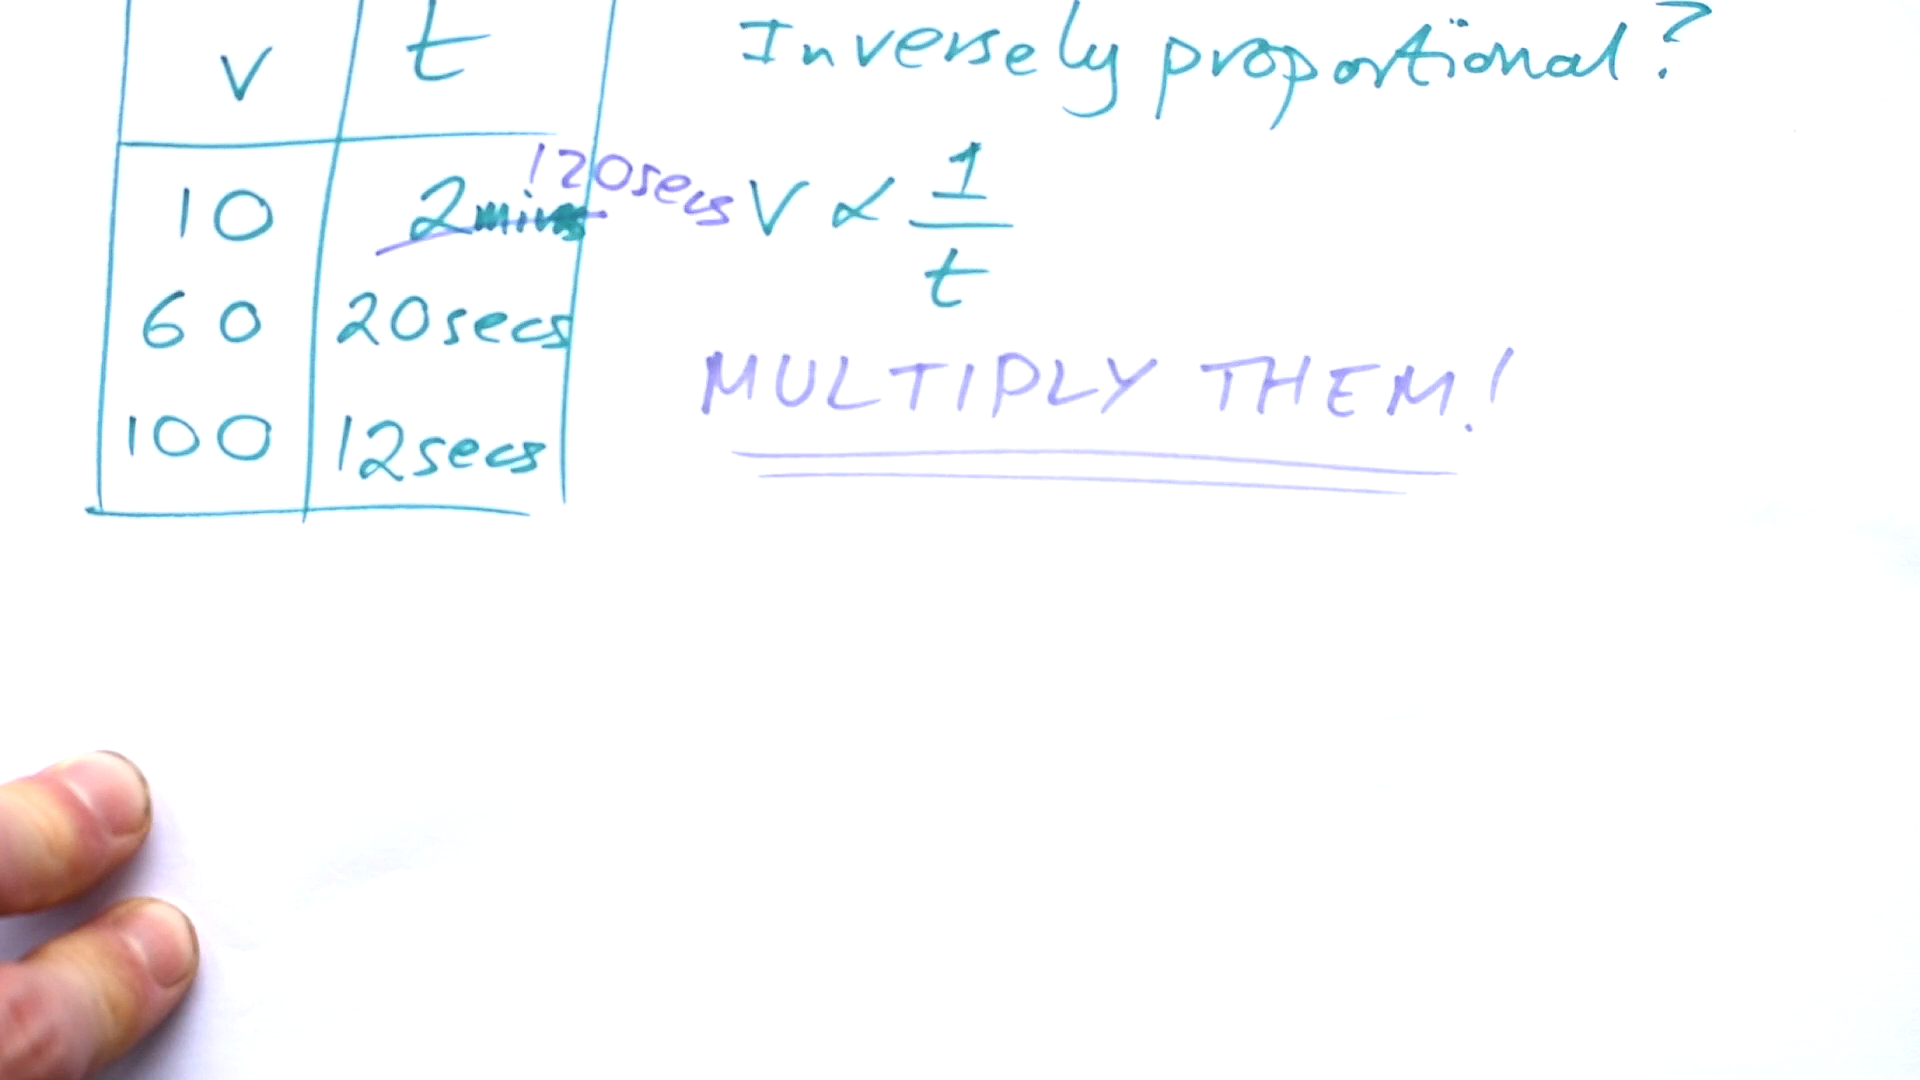 v t
Inversely proportional?
10 2mins 120secs
V ∝ 1/t
60 20secs
100 12secs
MULTIPLY THEM!